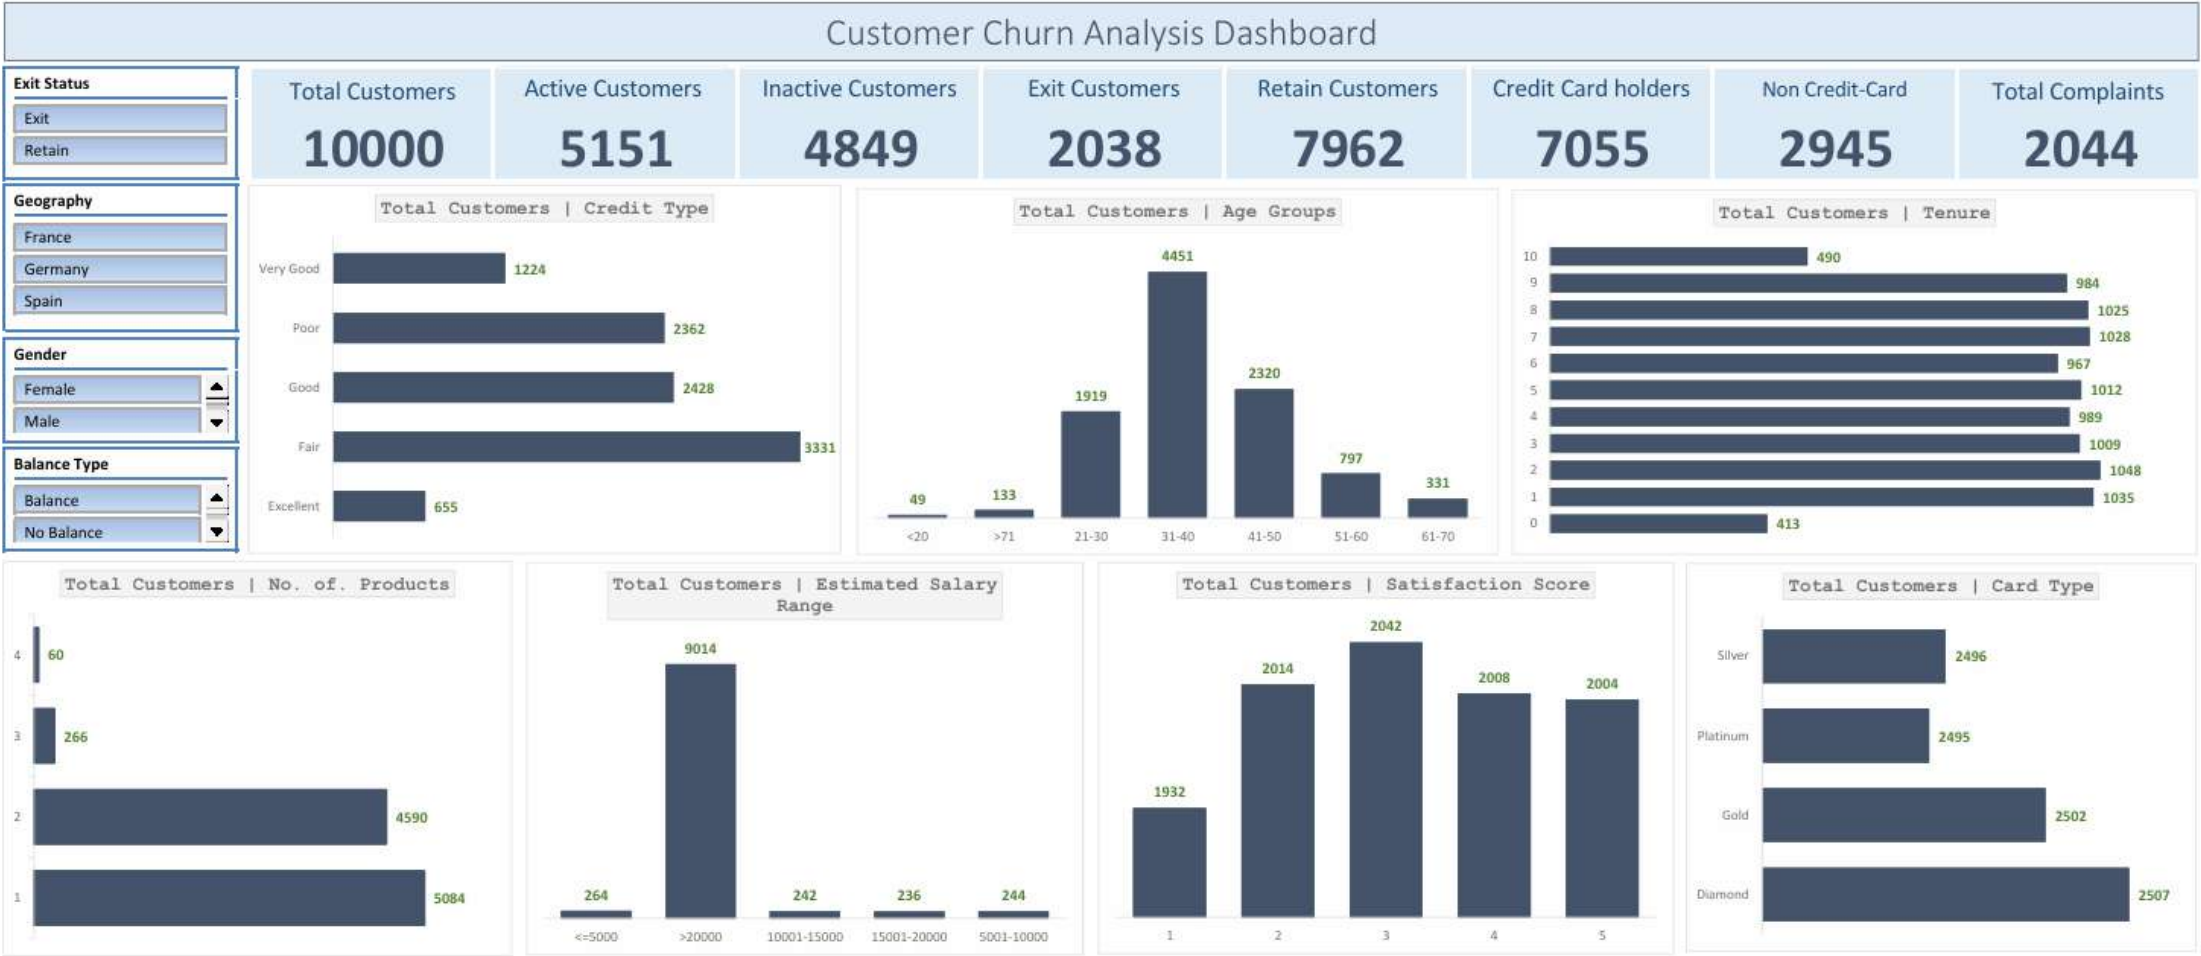 Customer Churn Analysis Dashboard
Exit Status
Exit
Retain
Geography
France
Germany
Spain
Gender
Female
Male
Balance Type
Balance
No Balance
Total Customers
10000
Active Customers
5151
Inactive Customers
4849
Exit Customers
2038
Retain Customers
7962
Credit Card holders
7055
Non Credit-Card
2945
Total Complaints
2044
Total Customers | Credit Type
Very Good 1224
Poor 2362
Good 2428
Fair 3331
Excellent 655
Total Customers | Age Groups
49 133 1919 4451 2320 797 331
<20 >71 21-30 31-40 41-50 51-60 61-70
Total Customers | Tenure
10 490
9 984
8 1025
7 1028
6 967
5 1012
4 989
3 1009
2 1048
1 1035
0 413
Total Customers | No. of. Products
4 60
3 266
2 4590
1 5084
Total Customers | Estimated Salary
Range
264 9014 242 236 244
<=5000 >20000 10001-15000 15001-20000 5001-10000
Total Customers | Satisfaction Score
1932 2014 2042 2008 2004
1 2 3 4 5
Total Customers | Card Type
Silver 2496
Platinum 2495
Gold 2502
Diamond 2507